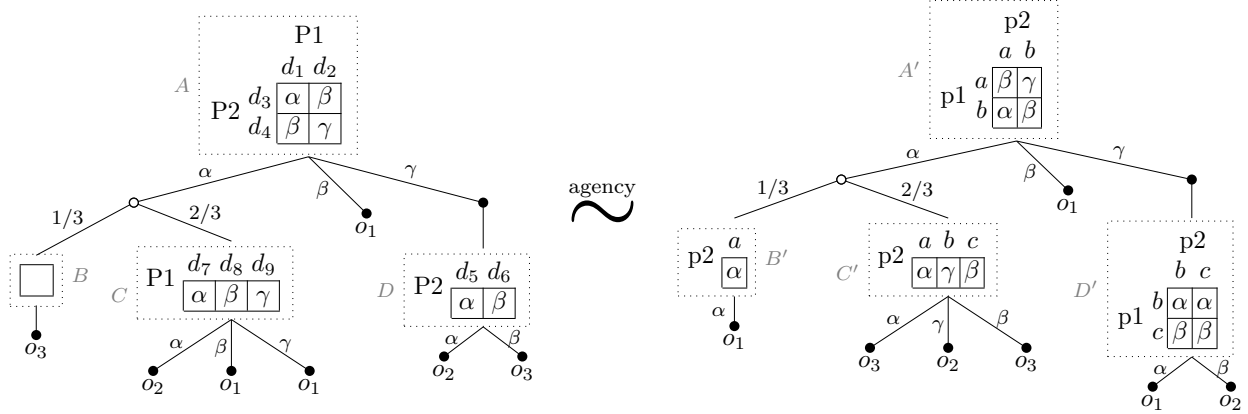 P1
d₁ d₂
A
P2 d₃ α β
d₄ β γ
α β γ
1/3 2/3
o₁
B
o₃
P1 d₇ d₈ d₉
C α β γ
α β γ
o₂ o₁ o₁
P2 d₅ d₆
D α β
α β
o₂ o₃
agency
∼
p2
a b
A′
p1 a β γ
b α β
α β γ
1/3 2/3
o₁
p2 a
α
B′
α
o₁
p2 a b c
C′ α γ β
α γ β
o₃ o₂ o₃
p2
b c
D′
p1 b α α
c β β
α β
o₁ o₂